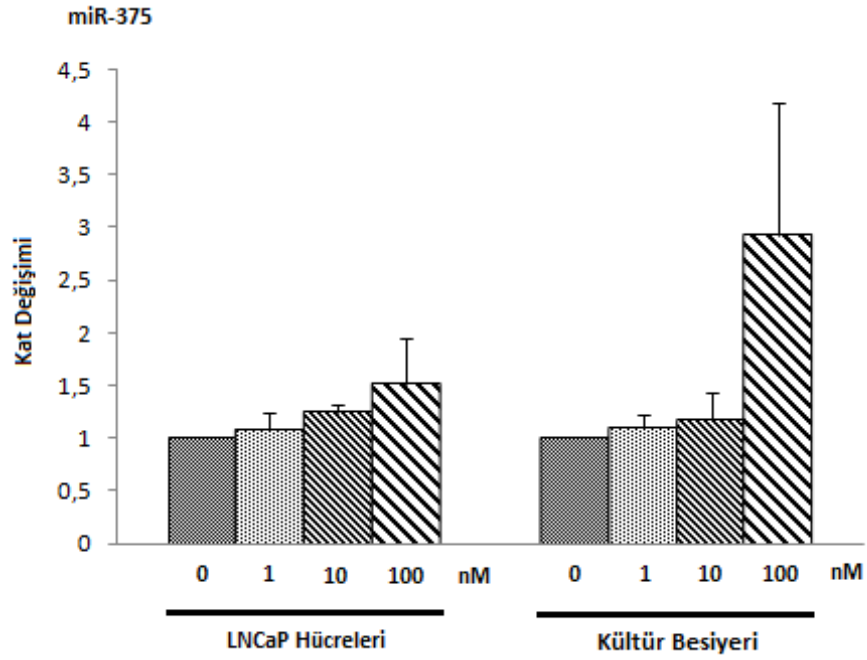 miR-375
4,5
4
3,5
3
2,5
2
1,5
1
0,5
0
Kat Değişimi
0 1 10 100 nM 0 1 10 100 nM
LNCaP Hücreleri Kültür Besiyeri